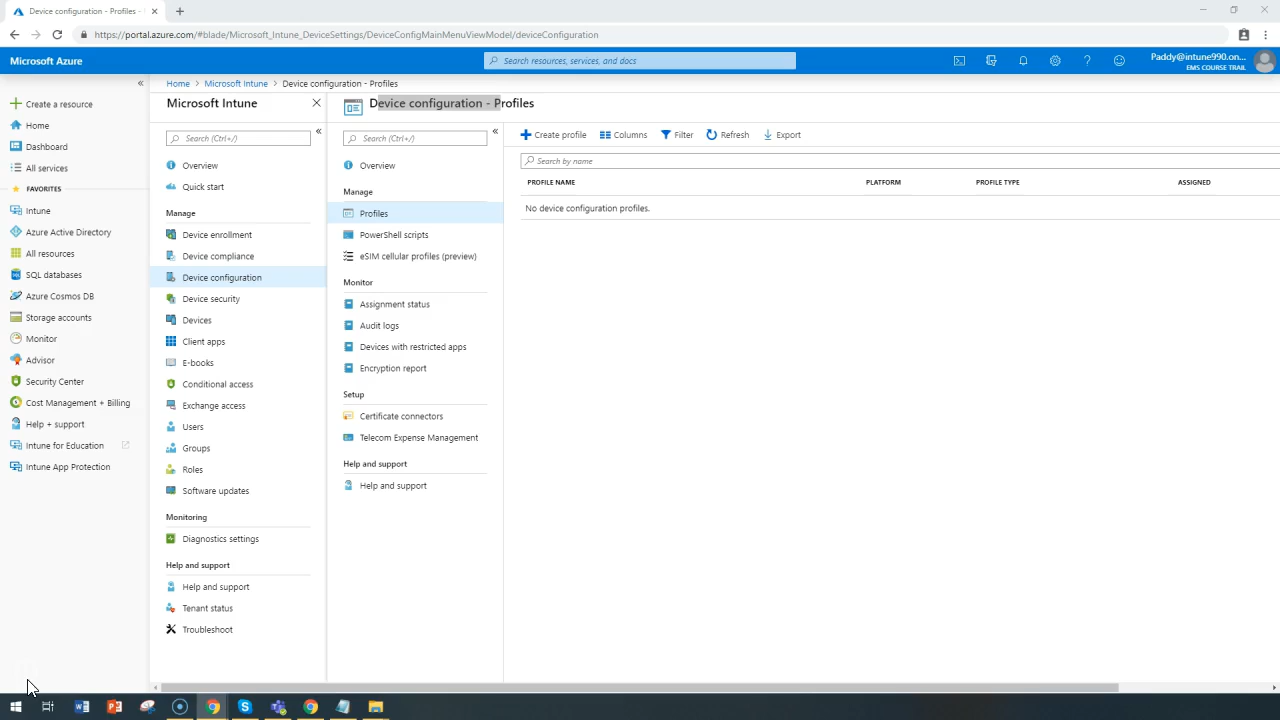 Device configuration - Profiles -
https://portal.azure.com/#blade/Microsoft_Intune_DeviceSettings/DeviceConfigMainMenuViewModel/deviceConfiguration
Microsoft Azure
Search resources, services, and docs
Paddy@intune990.on...
EMS COURSE TRAIL...
Create a resource
Home
Dashboard
All services
FAVORITES
Intune
Azure Active Directory
All resources
SQL databases
Azure Cosmos DB
Storage accounts
Monitor
Advisor
Security Center
Cost Management + Billing
Help + support
Intune for Education
Intune App Protection
Home > Microsoft Intune > Device configuration - Profiles
Microsoft Intune
Search (Ctrl+/)
Overview
Quick start
Manage
Device enrollment
Device compliance
Device configuration
Device security
Devices
Client apps
E-books
Conditional access
Exchange access
Users
Groups
Roles
Software updates
Monitoring
Diagnostics settings
Help and support
Help and support
Tenant status
Troubleshoot
Device configuration - Profiles
Search (Ctrl+/)
Overview
Manage
Profiles
PowerShell scripts
eSIM cellular profiles (preview)
Monitor
Assignment status
Audit logs
Devices with restricted apps
Encryption report
Setup
Certificate connectors
Telecom Expense Management
Help and support
Help and support
Create profile Columns Filter Refresh Export
Search by name
PROFILE NAME PLATFORM PROFILE TYPE ASSIGNED
No device configuration profiles.